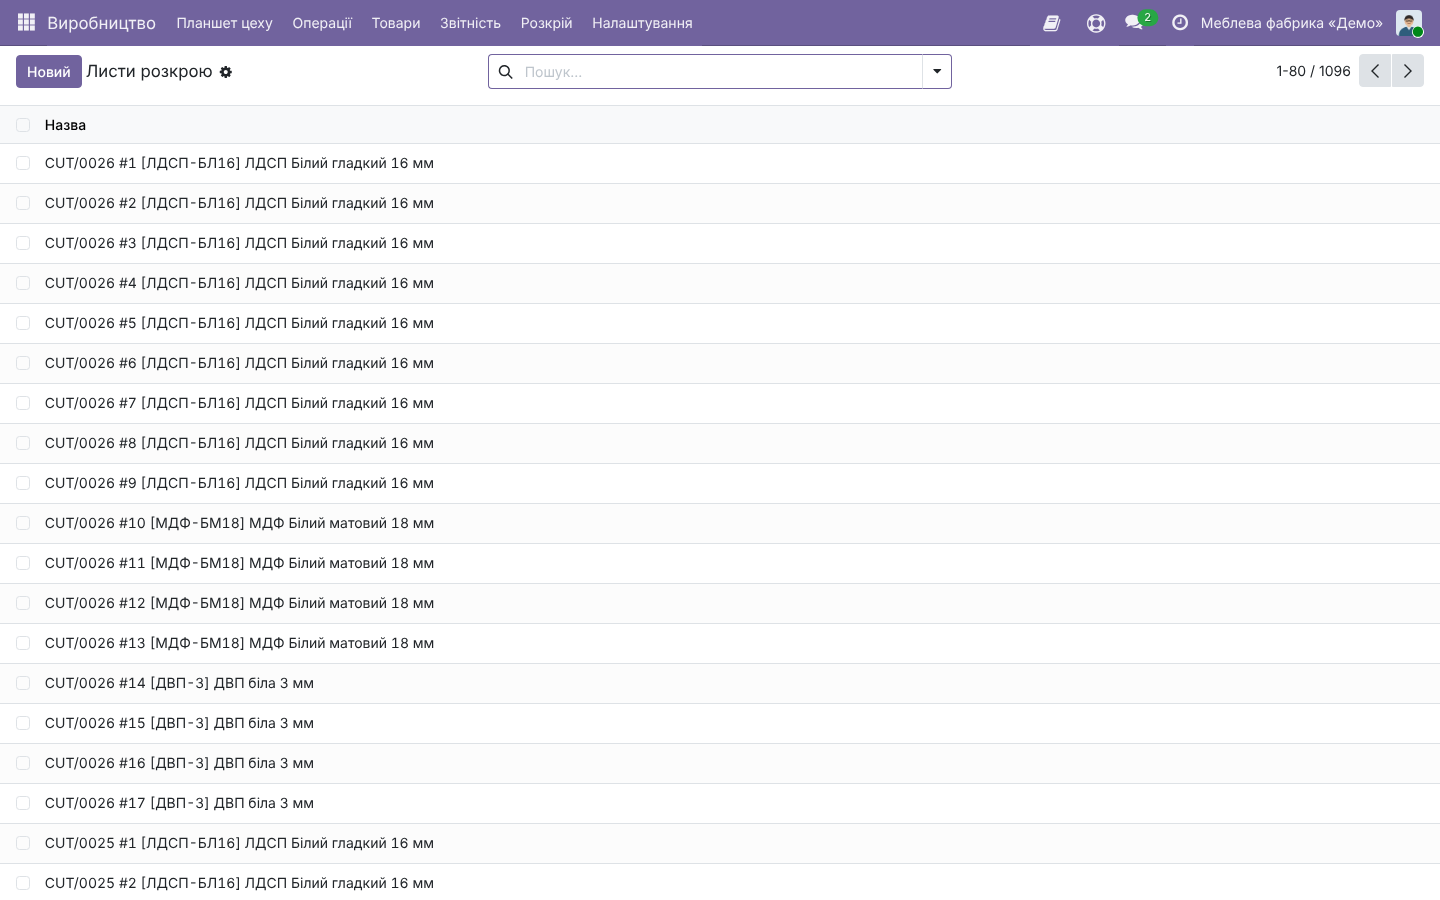 Виробництво Планшет цеху Операції Товари Звітність Розкрій Налаштування 2 Меблева фабрика «Демо»
Новий Листи розкрою Пошук... 1-80 / 1096
Назва
CUT/0026 #1 [ЛДСП-БЛ16] ЛДСП Білий гладкий 16 мм
CUT/0026 #2 [ЛДСП-БЛ16] ЛДСП Білий гладкий 16 мм
CUT/0026 #3 [ЛДСП-БЛ16] ЛДСП Білий гладкий 16 мм
CUT/0026 #4 [ЛДСП-БЛ16] ЛДСП Білий гладкий 16 мм
CUT/0026 #5 [ЛДСП-БЛ16] ЛДСП Білий гладкий 16 мм
CUT/0026 #6 [ЛДСП-БЛ16] ЛДСП Білий гладкий 16 мм
CUT/0026 #7 [ЛДСП-БЛ16] ЛДСП Білий гладкий 16 мм
CUT/0026 #8 [ЛДСП-БЛ16] ЛДСП Білий гладкий 16 мм
CUT/0026 #9 [ЛДСП-БЛ16] ЛДСП Білий гладкий 16 мм
CUT/0026 #10 [МДФ-БМ18] МДФ Білий матовий 18 мм
CUT/0026 #11 [МДФ-БМ18] МДФ Білий матовий 18 мм
CUT/0026 #12 [МДФ-БМ18] МДФ Білий матовий 18 мм
CUT/0026 #13 [МДФ-БМ18] МДФ Білий матовий 18 мм
CUT/0026 #14 [ДВП-3] ДВП біла 3 мм
CUT/0026 #15 [ДВП-3] ДВП біла 3 мм
CUT/0026 #16 [ДВП-3] ДВП біла 3 мм
CUT/0026 #17 [ДВП-3] ДВП біла 3 мм
CUT/0025 #1 [ЛДСП-БЛ16] ЛДСП Білий гладкий 16 мм
CUT/0025 #2 [ЛДСП-БЛ16] ЛДСП Білий гладкий 16 мм